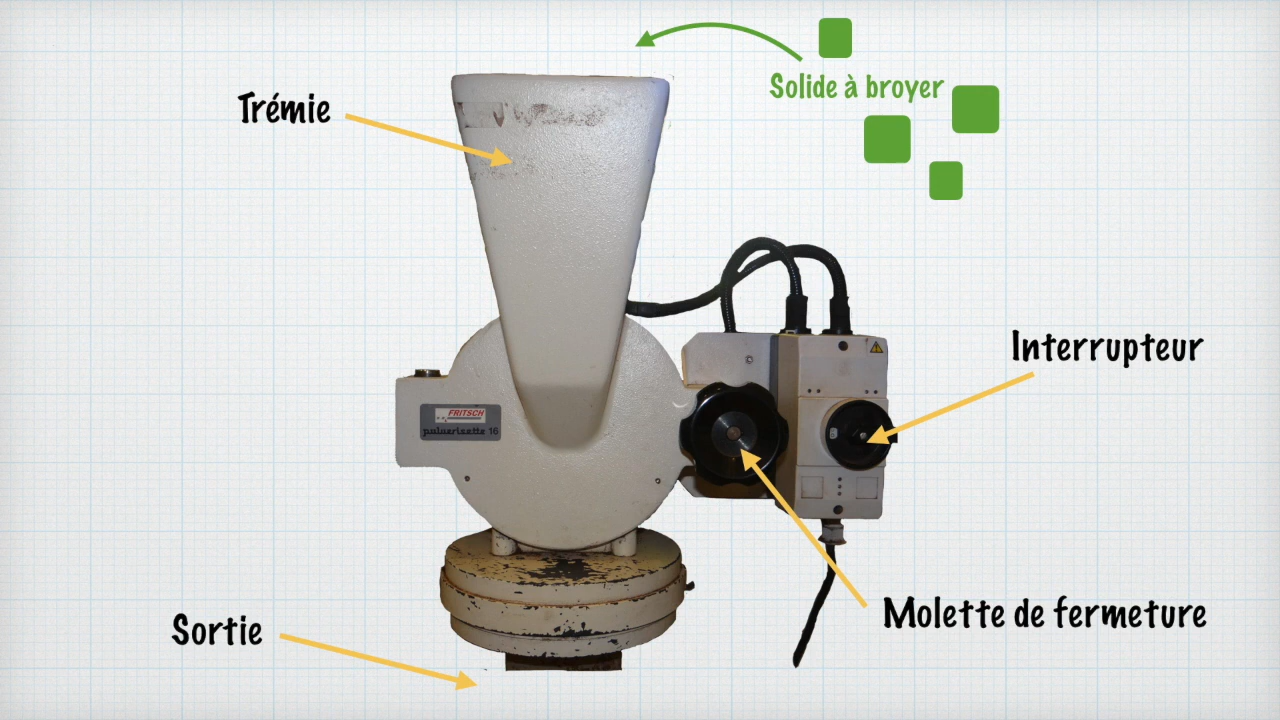 Solide à broyer
Trémie
Interrupteur
FRITSCH
pulverisette 16
Molette de fermeture
Sortie